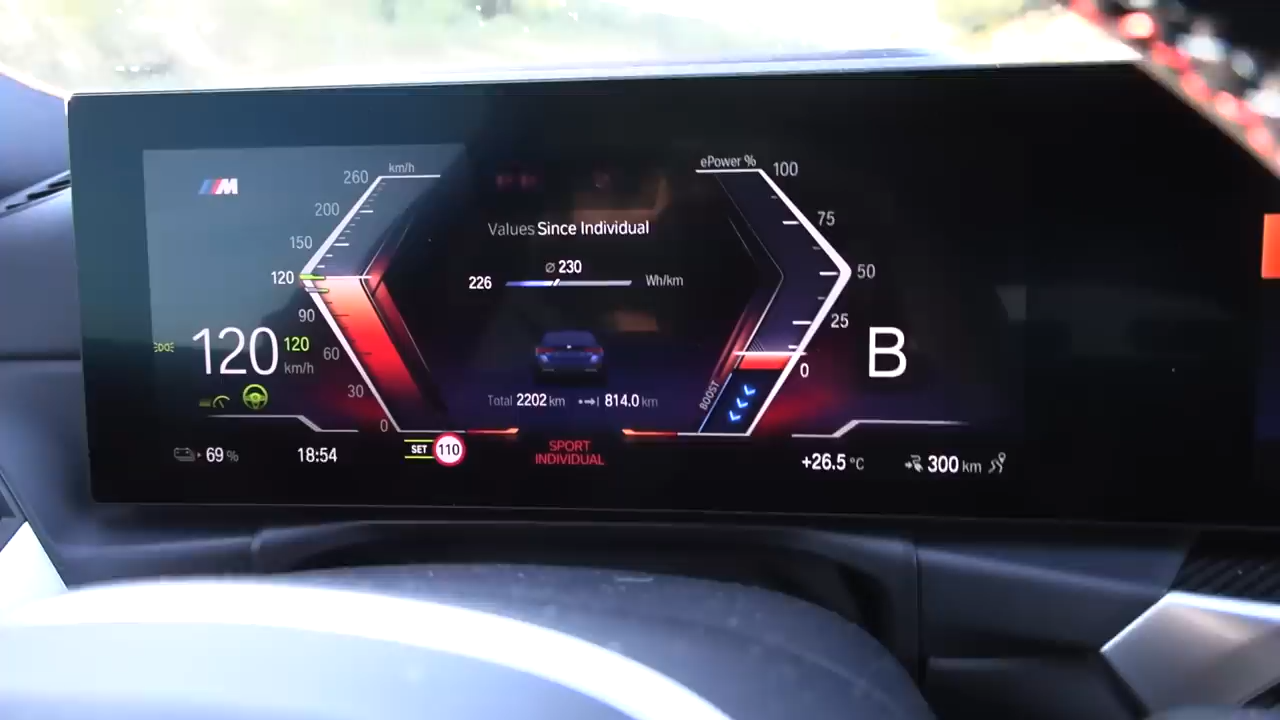 M
km/h
260
200
150
120
90
60
30
0
120 120
km/h
69 %
18:54
SET 110
Values Since Individual
Ø 230
226 Wh/km
Total 2202 km 814.0 km
SPORT
INDIVIDUAL
ePower %
100
75
50
25
0
BOOST
B
+26.5 °C
300 km